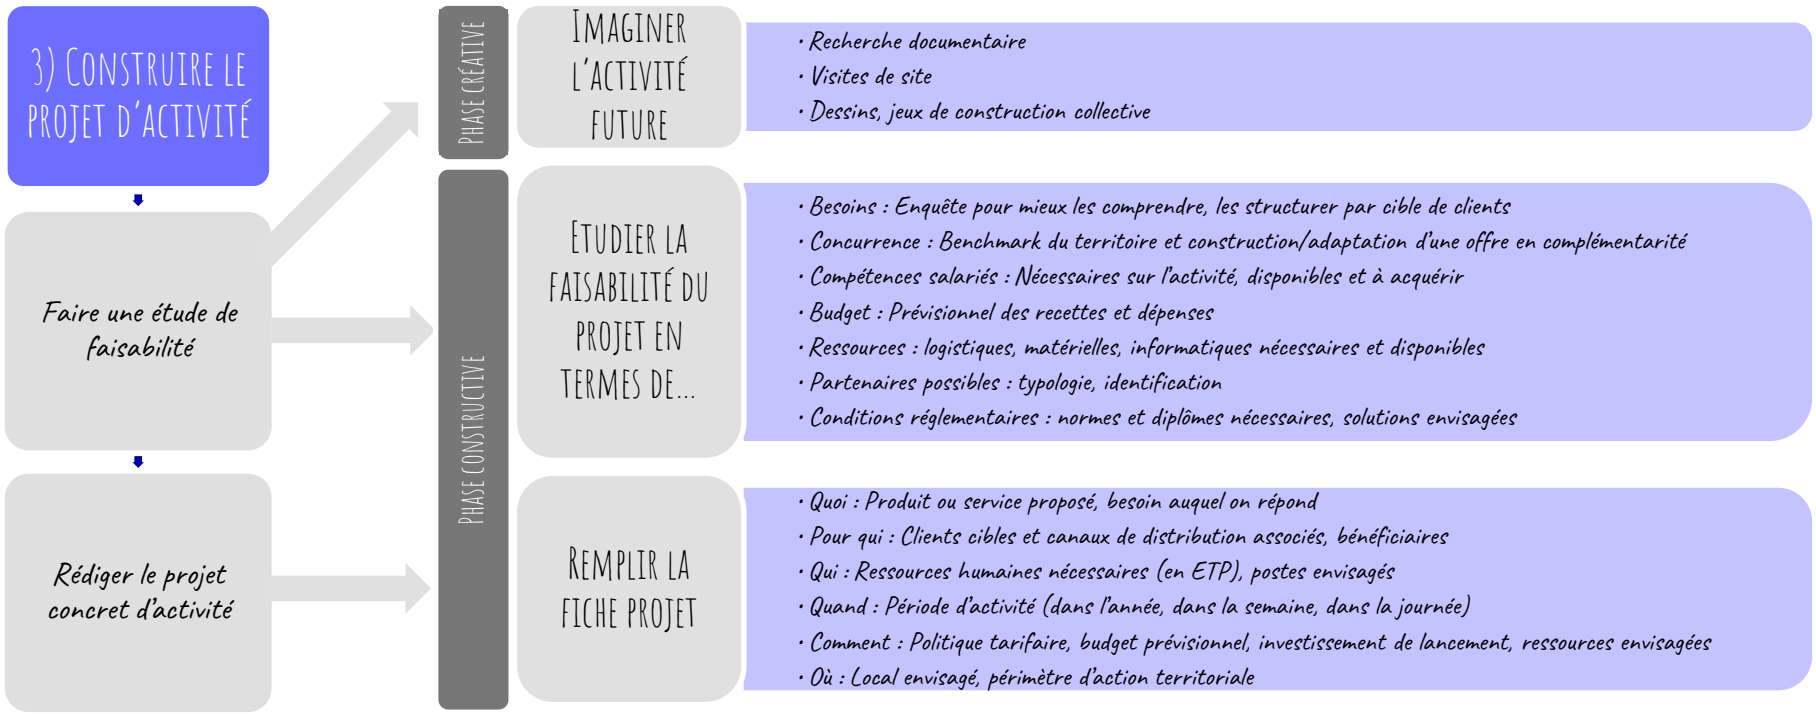 3) Construire le
projet d'activité
Faire une étude de
faisabilité
Rédiger le projet
concret d'activité
Phase créative
Imaginer
l'activité
future
• Recherche documentaire
• Visites de site
• Dessins, jeux de construction collective
Phase constructive
Etudier la
faisabilité du
projet en
termes de...
• Besoins : Enquête pour mieux les comprendre, les structurer par cible de clients
• Concurrence : Benchmark du territoire et construction/adaptation d'une offre en complémentarité
• Compétences salariés : Nécessaires sur l'activité, disponibles et à acquérir
• Budget : Prévisionnel des recettes et dépenses
• Ressources : logistiques, matérielles, informatiques nécessaires et disponibles
• Partenaires possibles : typologie, identification
• Conditions réglementaires : normes et diplômes nécessaires, solutions envisagées
Remplir la
fiche projet
• Quoi : Produit ou service proposé, besoin auquel on répond
• Pour qui : Clients cibles et canaux de distribution associés, bénéficiaires
• Qui : Ressources humaines nécessaires (en ETP), postes envisagés
• Quand : Période d'activité (dans l'année, dans la semaine, dans la journée)
• Comment : Politique tarifaire, budget prévisionnel, investissement de lancement, ressources envisagées
• Où : Local envisagé, périmètre d'action territoriale